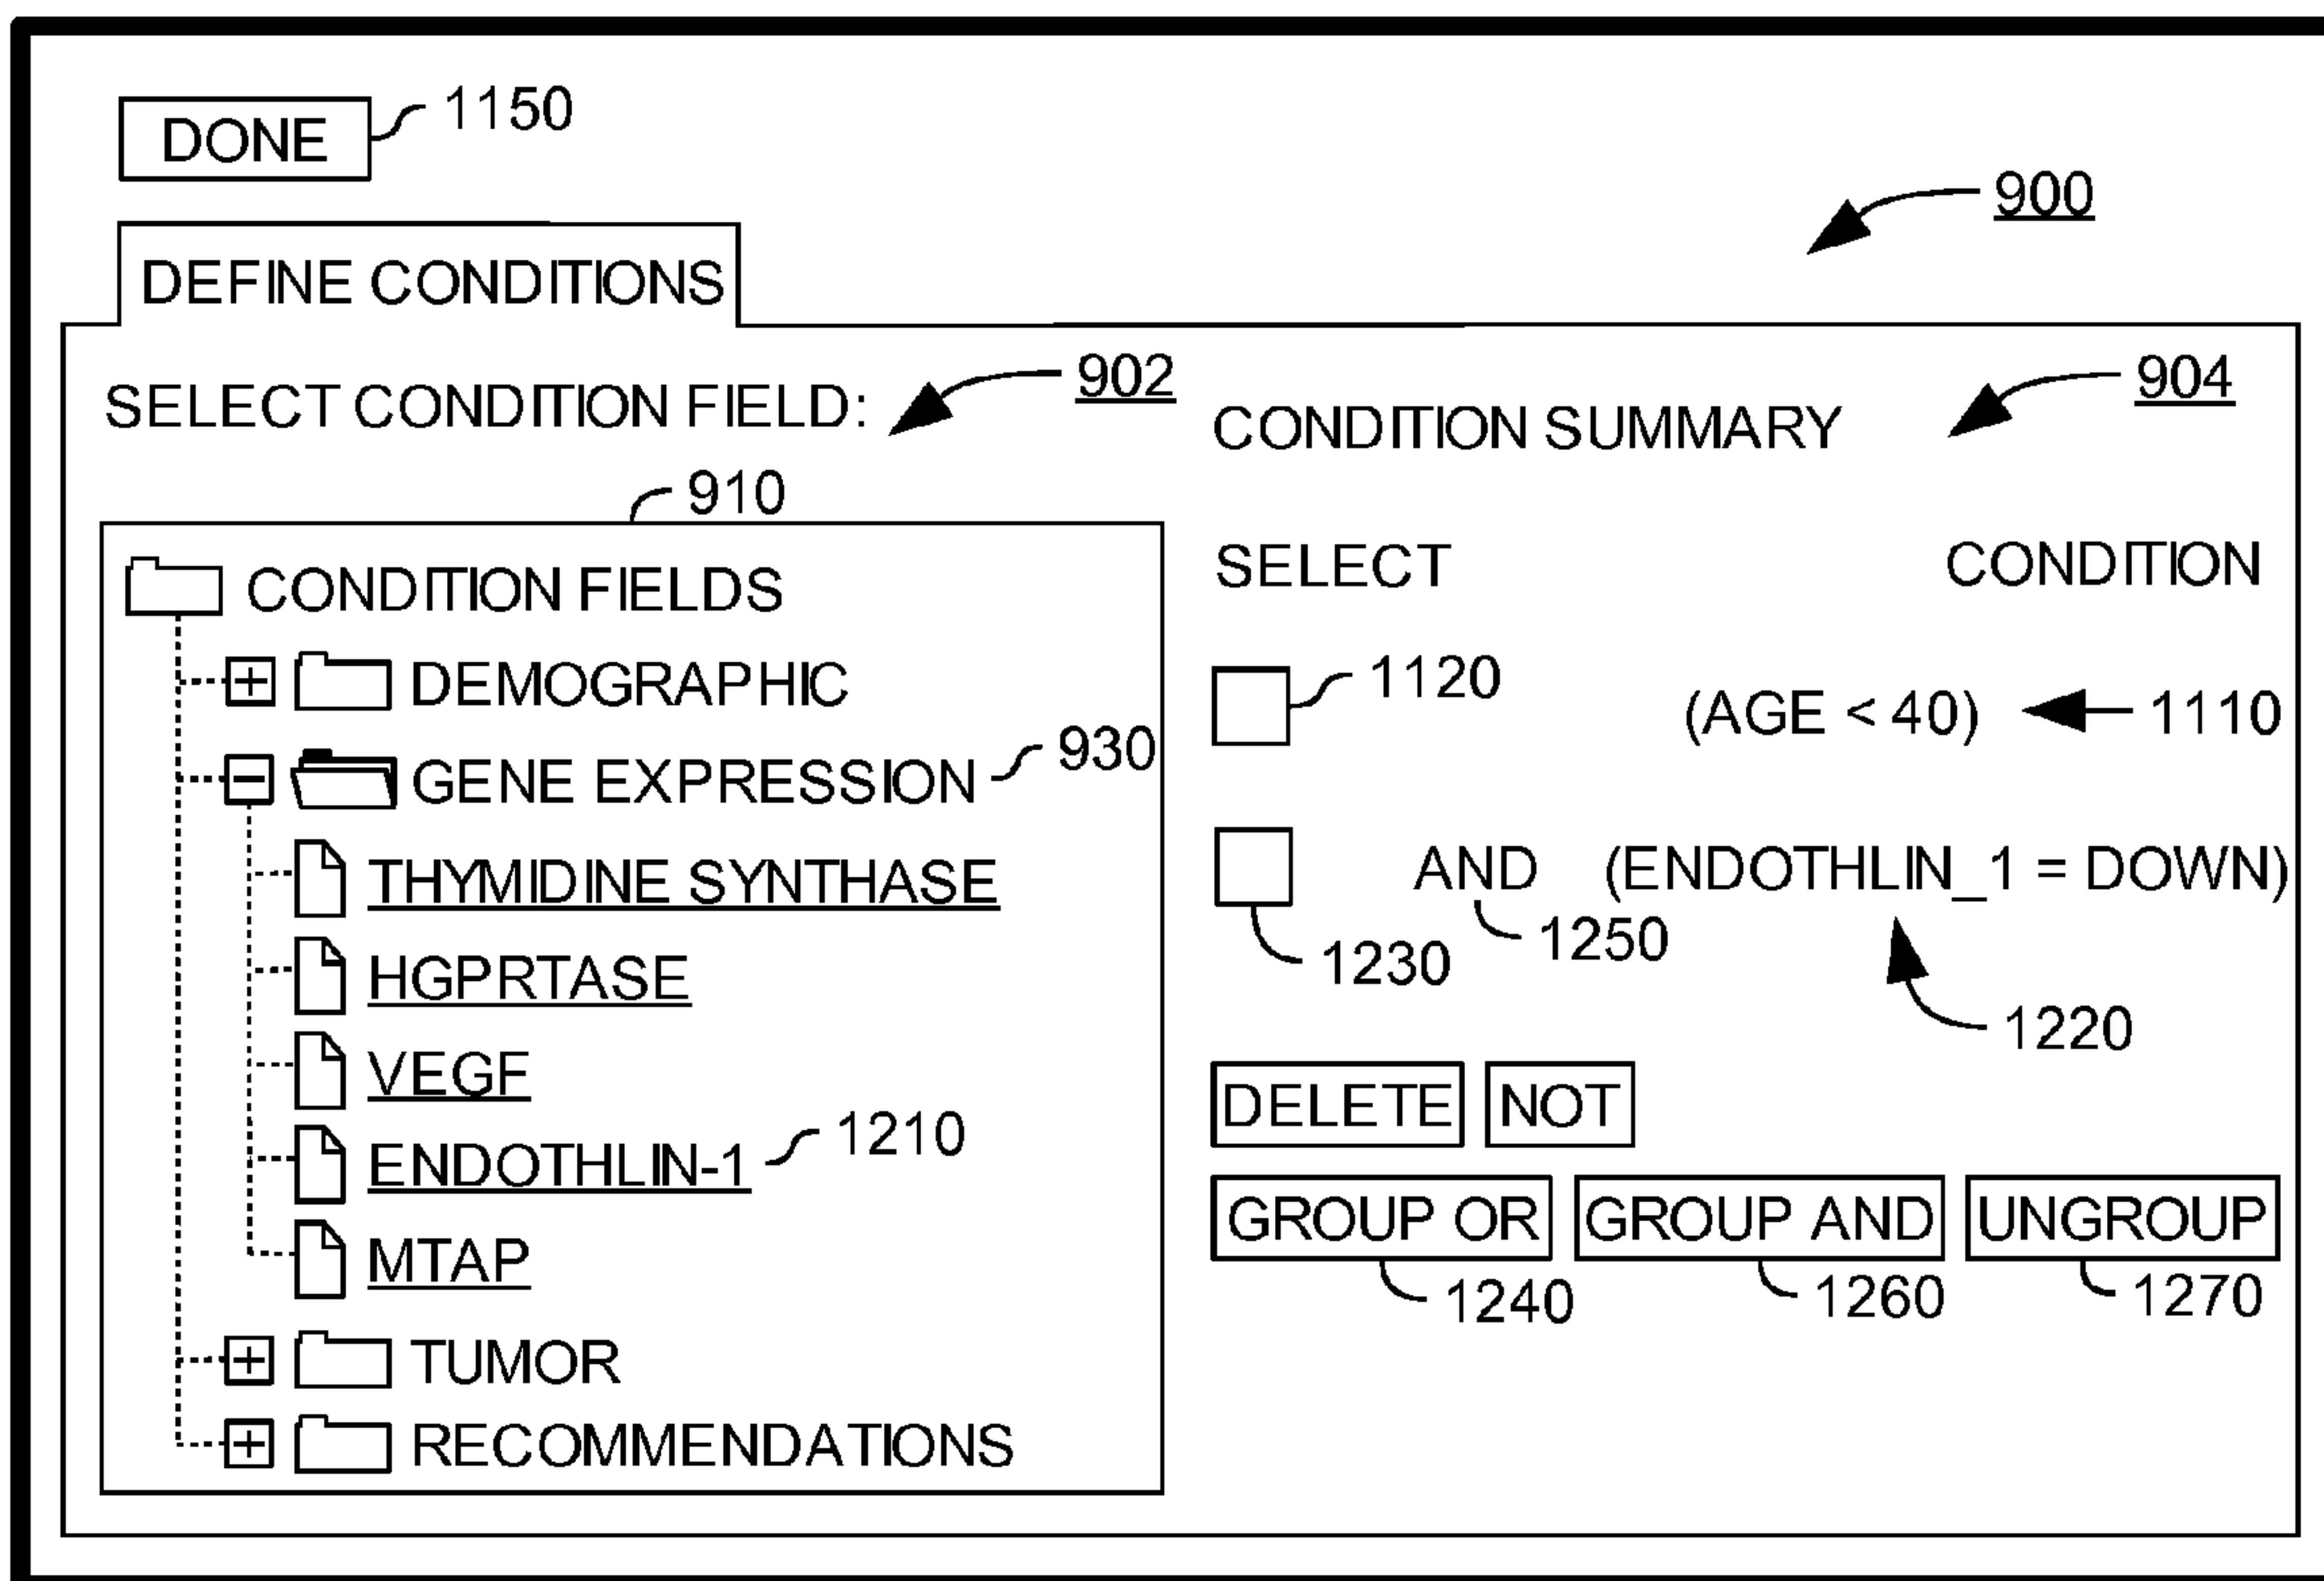 DONE 1150
900
DEFINE CONDITIONS
SELECT CONDITION FIELD: 902
910
CONDITION FIELDS
DEMOGRAPHIC
GENE EXPRESSION 930
THYMIDINE SYNTHASE
HGPRTASE
VEGF
ENDOTHLIN-1 1210
MTAP
TUMOR
RECOMMENDATIONS
904
CONDITION SUMMARY
SELECT CONDITION
1120 (AGE < 40) 1110
AND (ENDOTHLIN_1 = DOWN)
1230 1250
1220
DELETE NOT
GROUP OR GROUP AND UNGROUP
1240 1260 1270